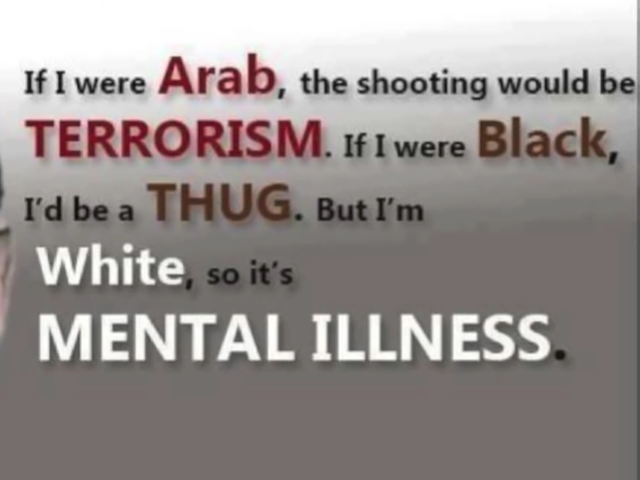 If I were Arab, the shooting would be
TERRORISM. If I were Black,
I'd be a THUG. But I'm
White, so it's
MENTAL ILLNESS.